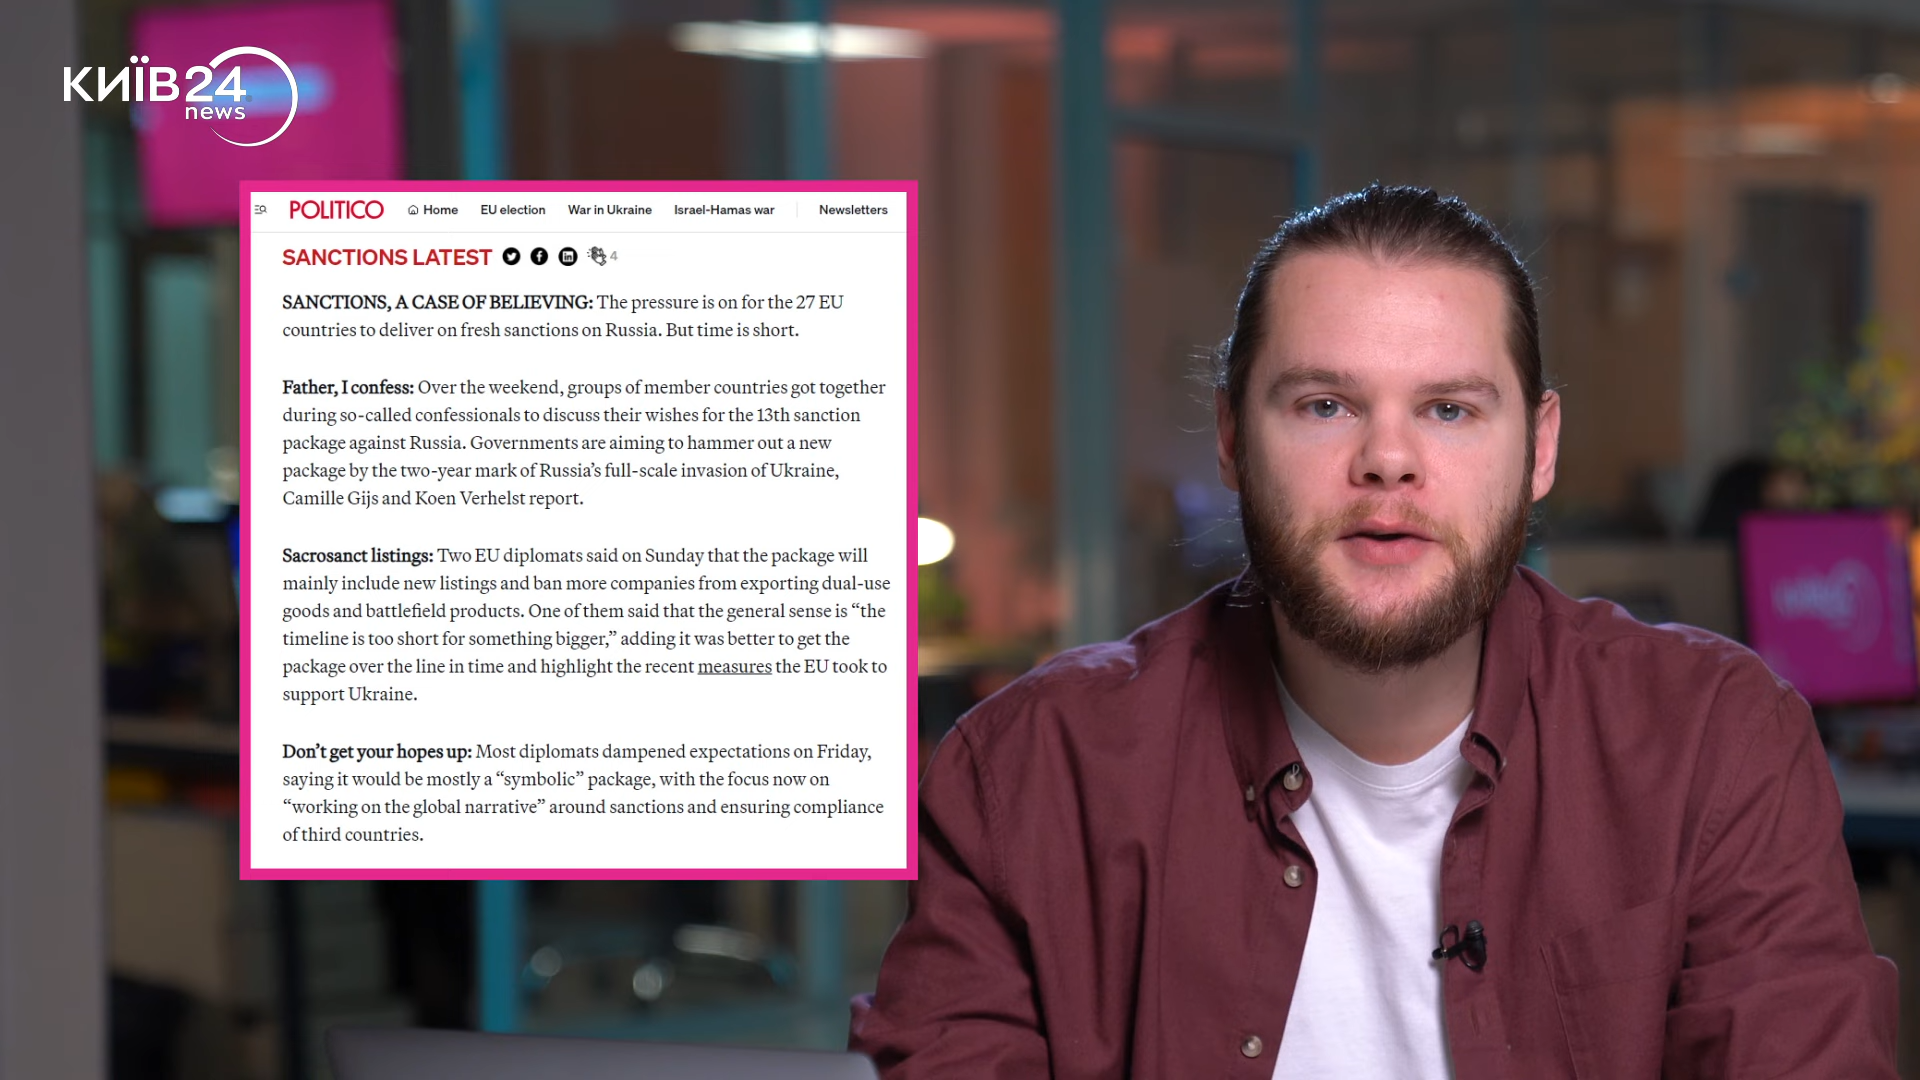 КИЇВ24
news
POLITICO Home EU election War in Ukraine Israel-Hamas war Newsletters
SANCTIONS LATEST 4
SANCTIONS, A CASE OF BELIEVING: The pressure is on for the 27 EU
countries to deliver on fresh sanctions on Russia. But time is short.
Father, I confess: Over the weekend, groups of member countries got together
during so-called confessionals to discuss their wishes for the 13th sanction
package against Russia. Governments are aiming to hammer out a new
package by the two-year mark of Russia’s full-scale invasion of Ukraine,
Camille Gijs and Koen Verhelst report.
Sacrosanct listings: Two EU diplomats said on Sunday that the package will
mainly include new listings and ban more companies from exporting dual-use
goods and battlefield products. One of them said that the general sense is “the
timeline is too short for something bigger,” adding it was better to get the
package over the line in time and highlight the recent measures the EU took to
support Ukraine.
Don’t get your hopes up: Most diplomats dampened expectations on Friday,
saying it would be mostly a “symbolic” package, with the focus now on
“working on the global narrative” around sanctions and ensuring compliance
of third countries.